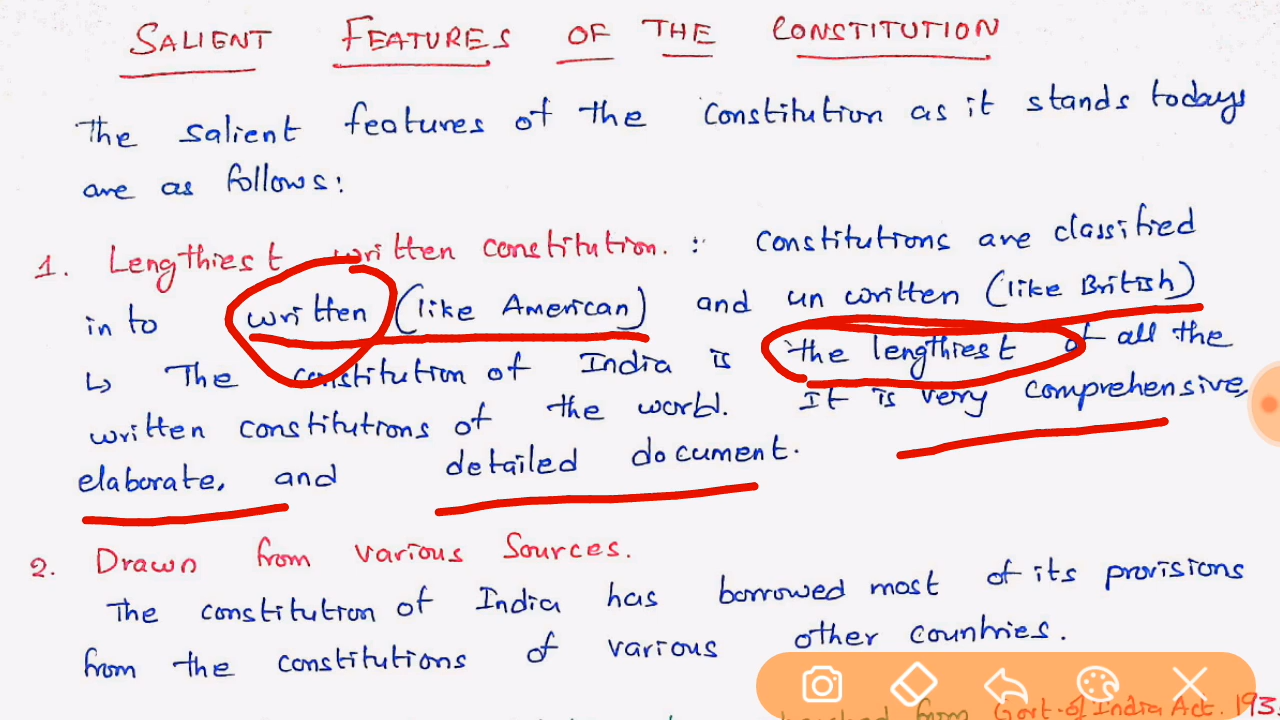 SALIENT FEATURES OF THE CONSTITUTION
The salient features of the constitution as it stands todays
are as follows:
1. Lengthiest written constitution. : constitutions are classified
in to written (like American) and un written (like British)
↳ The constitution of India is the lengthiest of all the
written constitutions of the world. It is very comprehensive,
elaborate, and detailed document.
2. Drawn from various Sources.
The constitution of India has borrowed most of its provisions
from the constitutions of various other countries.
from Govt. of India Act. 193